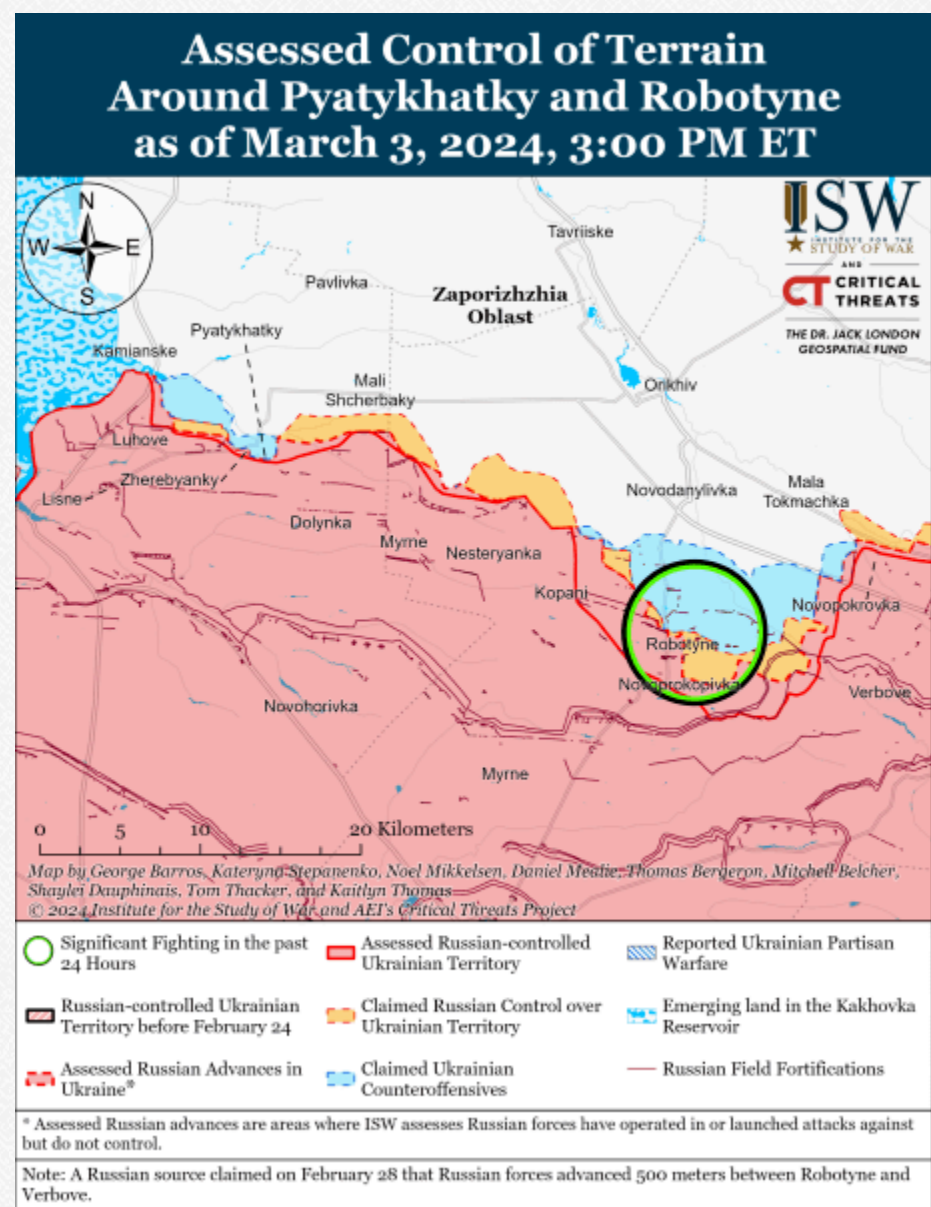 Assessed Control of Terrain
Around Pyatykhatky and Robotyne
as of March 3, 2024, 3:00 PM ET
N
W
E
S
ISW
INSTITUTE FOR THE
STUDY OF WAR
AND
CT CRITICAL
THREATS
THE DR. JACK LONDON
GEOSPATIAL FUND
Tavriiske
Pavlivka
Zaporizhzhia
Oblast
Pyatykhatky
Kamianske
Mali
Shcherbaky
Orikhiv
Luhove
Zherebyanky
Lisne
Novodanylivka
Mala
Tokmachka
Dolynka
Myrne
Nesteryanka
Kopani
Novopokrovka
Robotyne
Novoprokopivka
Verbove
Novohorivka
Myrne
0
5
10
20 Kilometers
Map by George Barros, Kateryna Stepanenko, Noel Mikkelsen, Daniel Mealie, Thomas Bergeron, Mitchell Belcher,
Shaylei Dauphinais, Tom Thacker, and Kaitlyn Thomas
© 2024 Institute for the Study of War and AEI's Critical Threats Project
Significant Fighting in the past
24 Hours
Assessed Russian-controlled
Ukrainian Territory
Reported Ukrainian Partisan
Warfare
Russian-controlled Ukrainian
Territory before February 24
Claimed Russian Control over
Ukrainian Territory
Emerging land in the Kakhovka
Reservoir
Assessed Russian Advances in
Ukraine*
Claimed Ukrainian
Counteroffensives
Russian Field Fortifications
* Assessed Russian advances are areas where ISW assesses Russian forces have operated in or launched attacks against
but do not control.
Note: A Russian source claimed on February 28 that Russian forces advanced 500 meters between Robotyne and
Verbove.